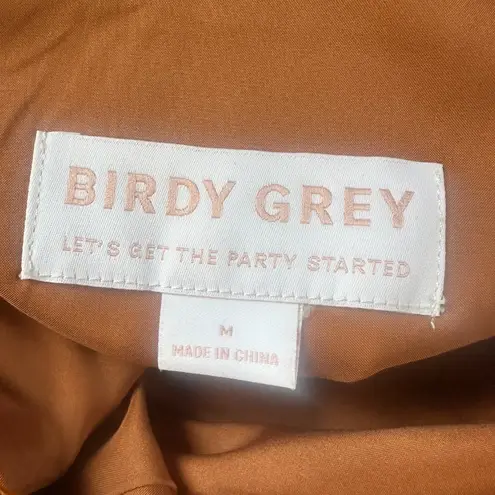 BIRDY GREY
LET'S GET THE PARTY STARTED
M
MADE IN CHINA